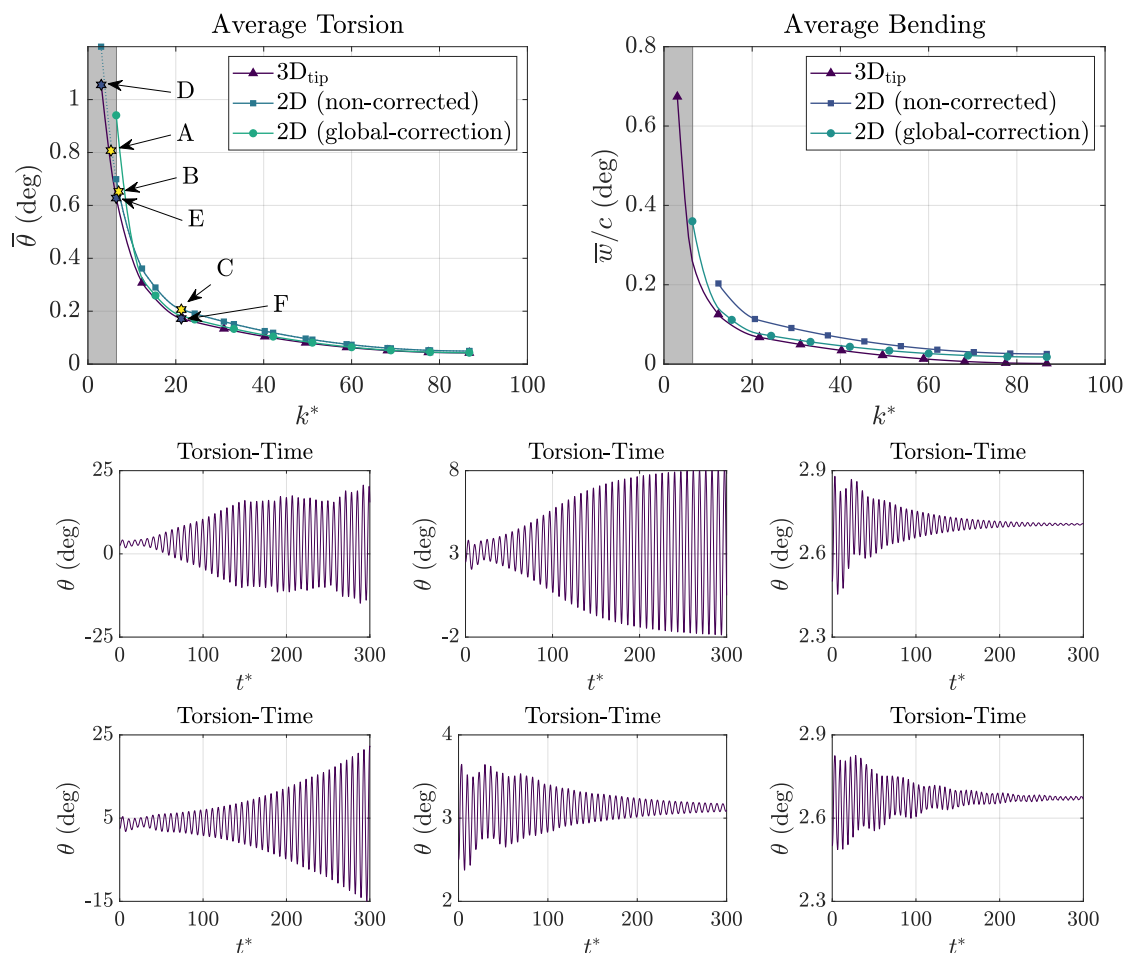 Average Torsion
1
0.8
0.6
0.4
0.2
0
θ̅ (deg)
0 20 40 60 80 100
k*
3D_tip
2D (non-corrected)
2D (global-correction)
D
A
B
E
C
F
Average Bending
0.8
0.6
0.4
0.2
0
w̅/c (deg)
0 20 40 60 80 100
k*
3D_tip
2D (non-corrected)
2D (global-correction)
Torsion-Time
25
0
-25
θ (deg)
0 100 200 300
t*
Torsion-Time
8
3
-2
θ (deg)
0 100 200 300
t*
Torsion-Time
2.9
2.6
2.3
θ (deg)
0 100 200 300
t*
Torsion-Time
25
5
-15
θ (deg)
0 100 200 300
t*
Torsion-Time
4
3
2
θ (deg)
0 100 200 300
t*
Torsion-Time
2.9
2.6
2.3
θ (deg)
0 100 200 300
t*